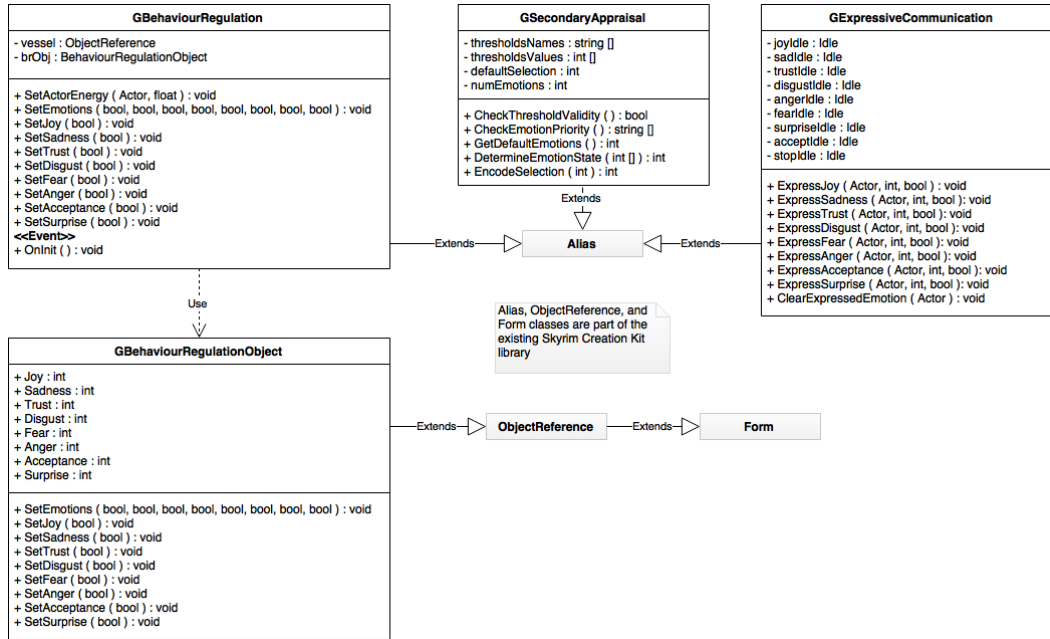 GBehaviourRegulation
- vessel : ObjectReference
- brObj : BehaviourRegulationObject
+ SetActorEnergy ( Actor, float ) : void
+ SetEmotions ( bool, bool, bool, bool, bool, bool, bool, bool ) : void
+ SetJoy ( bool ) : void
+ SetSadness ( bool ) : void
+ SetTrust ( bool ) : void
+ SetDisgust ( bool ) : void
+ SetFear ( bool ) : void
+ SetAnger ( bool ) : void
+ SetAcceptance ( bool ) : void
+ SetSurprise ( bool ) : void
<<Event>>
+ OnInit ( ) : void
GSecondaryAppraisal
- thresholdsNames : string []
- thresholdsValues : int []
- defaultSelection : int
- numEmotions : int
+ CheckThresholdValidity ( ) : bool
+ CheckEmotionPriority ( ) : string []
+ GetDefaultEmotions ( ) : int
+ DetermineEmotionState ( int [] ) : int
+ EncodeSelection ( int ) : int
GExpressiveCommunication
- joyIdle : Idle
- sadIdle : Idle
- trustIdle : Idle
- disgustIdle : Idle
- angerIdle : Idle
- fearIdle : Idle
- surpriseIdle : Idle
- acceptIdle : Idle
- stopIdle : Idle
+ ExpressJoy ( Actor, int, bool ) : void
+ ExpressSadness ( Actor, int, bool ): void
+ ExpressTrust ( Actor, int, bool ) : void
+ ExpressDisgust ( Actor, int, bool ) : void
+ ExpressFear ( Actor, int, bool ) : void
+ ExpressAnger ( Actor, int, bool ) : void
+ ExpressAcceptance ( Actor, int, bool ) : void
+ ExpressSurprise ( Actor, int, bool ) : void
+ ClearExpressedEmotion ( Actor ) : void
Extends
Extends
Alias
Extends
Use
Alias, ObjectReference, and
Form classes are part of the
existing Skyrim Creation Kit
library
GBehaviourRegulationObject
+ Joy : int
+ Sadness : int
+ Trust : int
+ Disgust : int
+ Fear : int
+ Anger : int
+ Acceptance : int
+ Surprise : int
+ SetEmotions ( bool, bool, bool, bool, bool, bool, bool, bool ) : void
+ SetJoy ( bool ) : void
+ SetSadness ( bool ) : void
+ SetTrust ( bool ) : void
+ SetDisgust ( bool ) : void
+ SetFear ( bool ) : void
+ SetAnger ( bool ) : void
+ SetAcceptance ( bool ) : void
+ SetSurprise ( bool ) : void
Extends
ObjectReference
Extends
Form